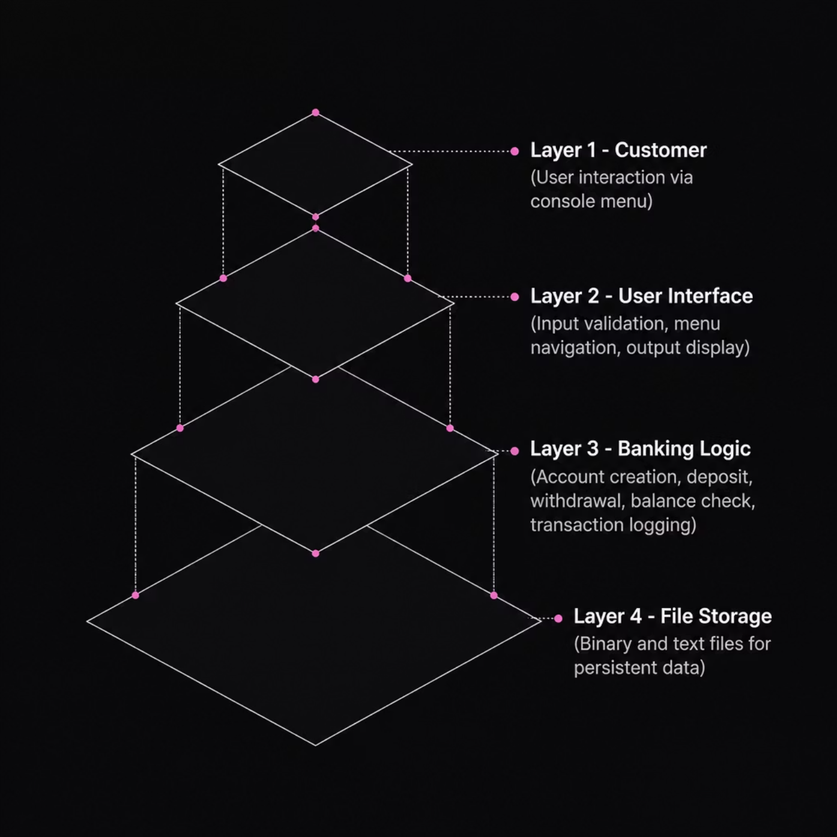 Layer 1 - Customer
(User interaction via
console menu)
Layer 2 - User Interface
(Input validation, menu
navigation, output display)
Layer 3 - Banking Logic
(Account creation, deposit,
withdrawal, balance check,
transaction logging)
Layer 4 - File Storage
(Binary and text files for
persistent data)